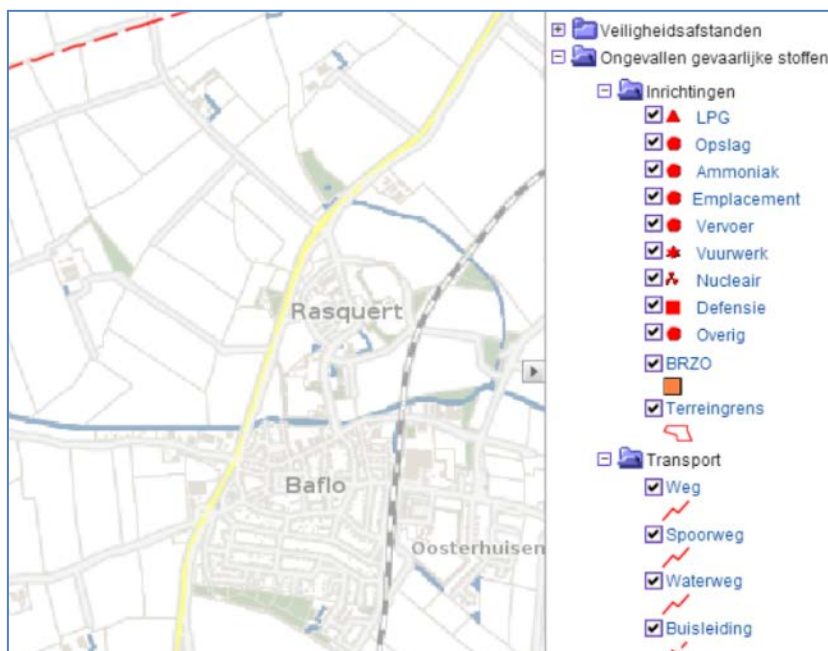 Veiligheidsafstanden
Ongevallen gevaarlijke stoffen
Inrichtingen
LPG
Opslag
Ammoniak
Emplacement
Vervoer
Vuurwerk
Nucleair
Defensie
Overig
BRZO
Terreingrens
Transport
Weg
Spoorweg
Waterweg
Buisleiding
Rasquert
Baflo
Oosterhuisen